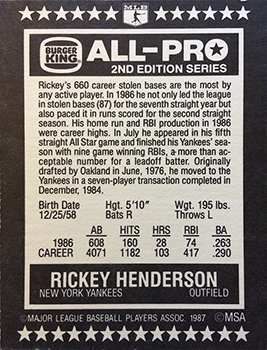 MLB
BURGER KING
ALL-PRO
2ND EDITION SERIES
Rickey's 660 career stolen bases are the most by any active player. In 1986 he not only led the league in stolen bases (87) for the seventh straight year but also paced it in runs scored for the second straight season. His home run and RBI production in 1986 were career highs. In July he appeared in his fifth straight All Star game and finished his Yankees' season with nine game winning RBIs, a more than acceptable number for a leadoff batter. Originally drafted by Oakland in June, 1976, he moved to the Yankees in a seven-player transaction completed in December, 1984.
Birth Date Hgt. 5'10" Wgt. 195 lbs.
12/25/58 Bats R Throws L
AB HITS HR RBI BA
1986 608 160 28 74 .263
CAREER 4071 1182 103 417 .290
RICKEY HENDERSON
NEW YORK YANKEES OUTFIELD
©MAJOR LEAGUE BASEBALL PLAYERS ASSOC. 1987 ©MSA